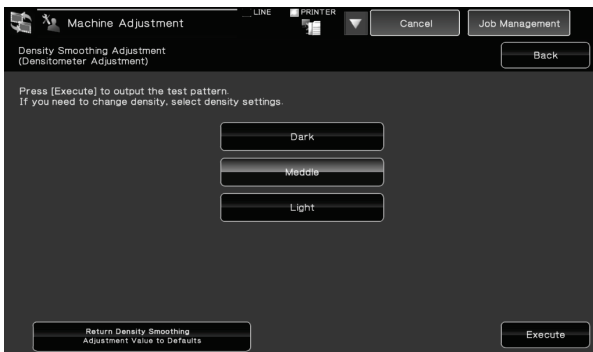 LINE PRINTER
Machine Adjustment Cancel Job Management
Density Smoothing Adjustment
(Densitometer Adjustment)
Back
Press [Execute] to output the test pattern.
If you need to change density, select density settings.
Dark
Meddle
Light
Return Density Smoothing
Adjustment Value to Defaults
Execute